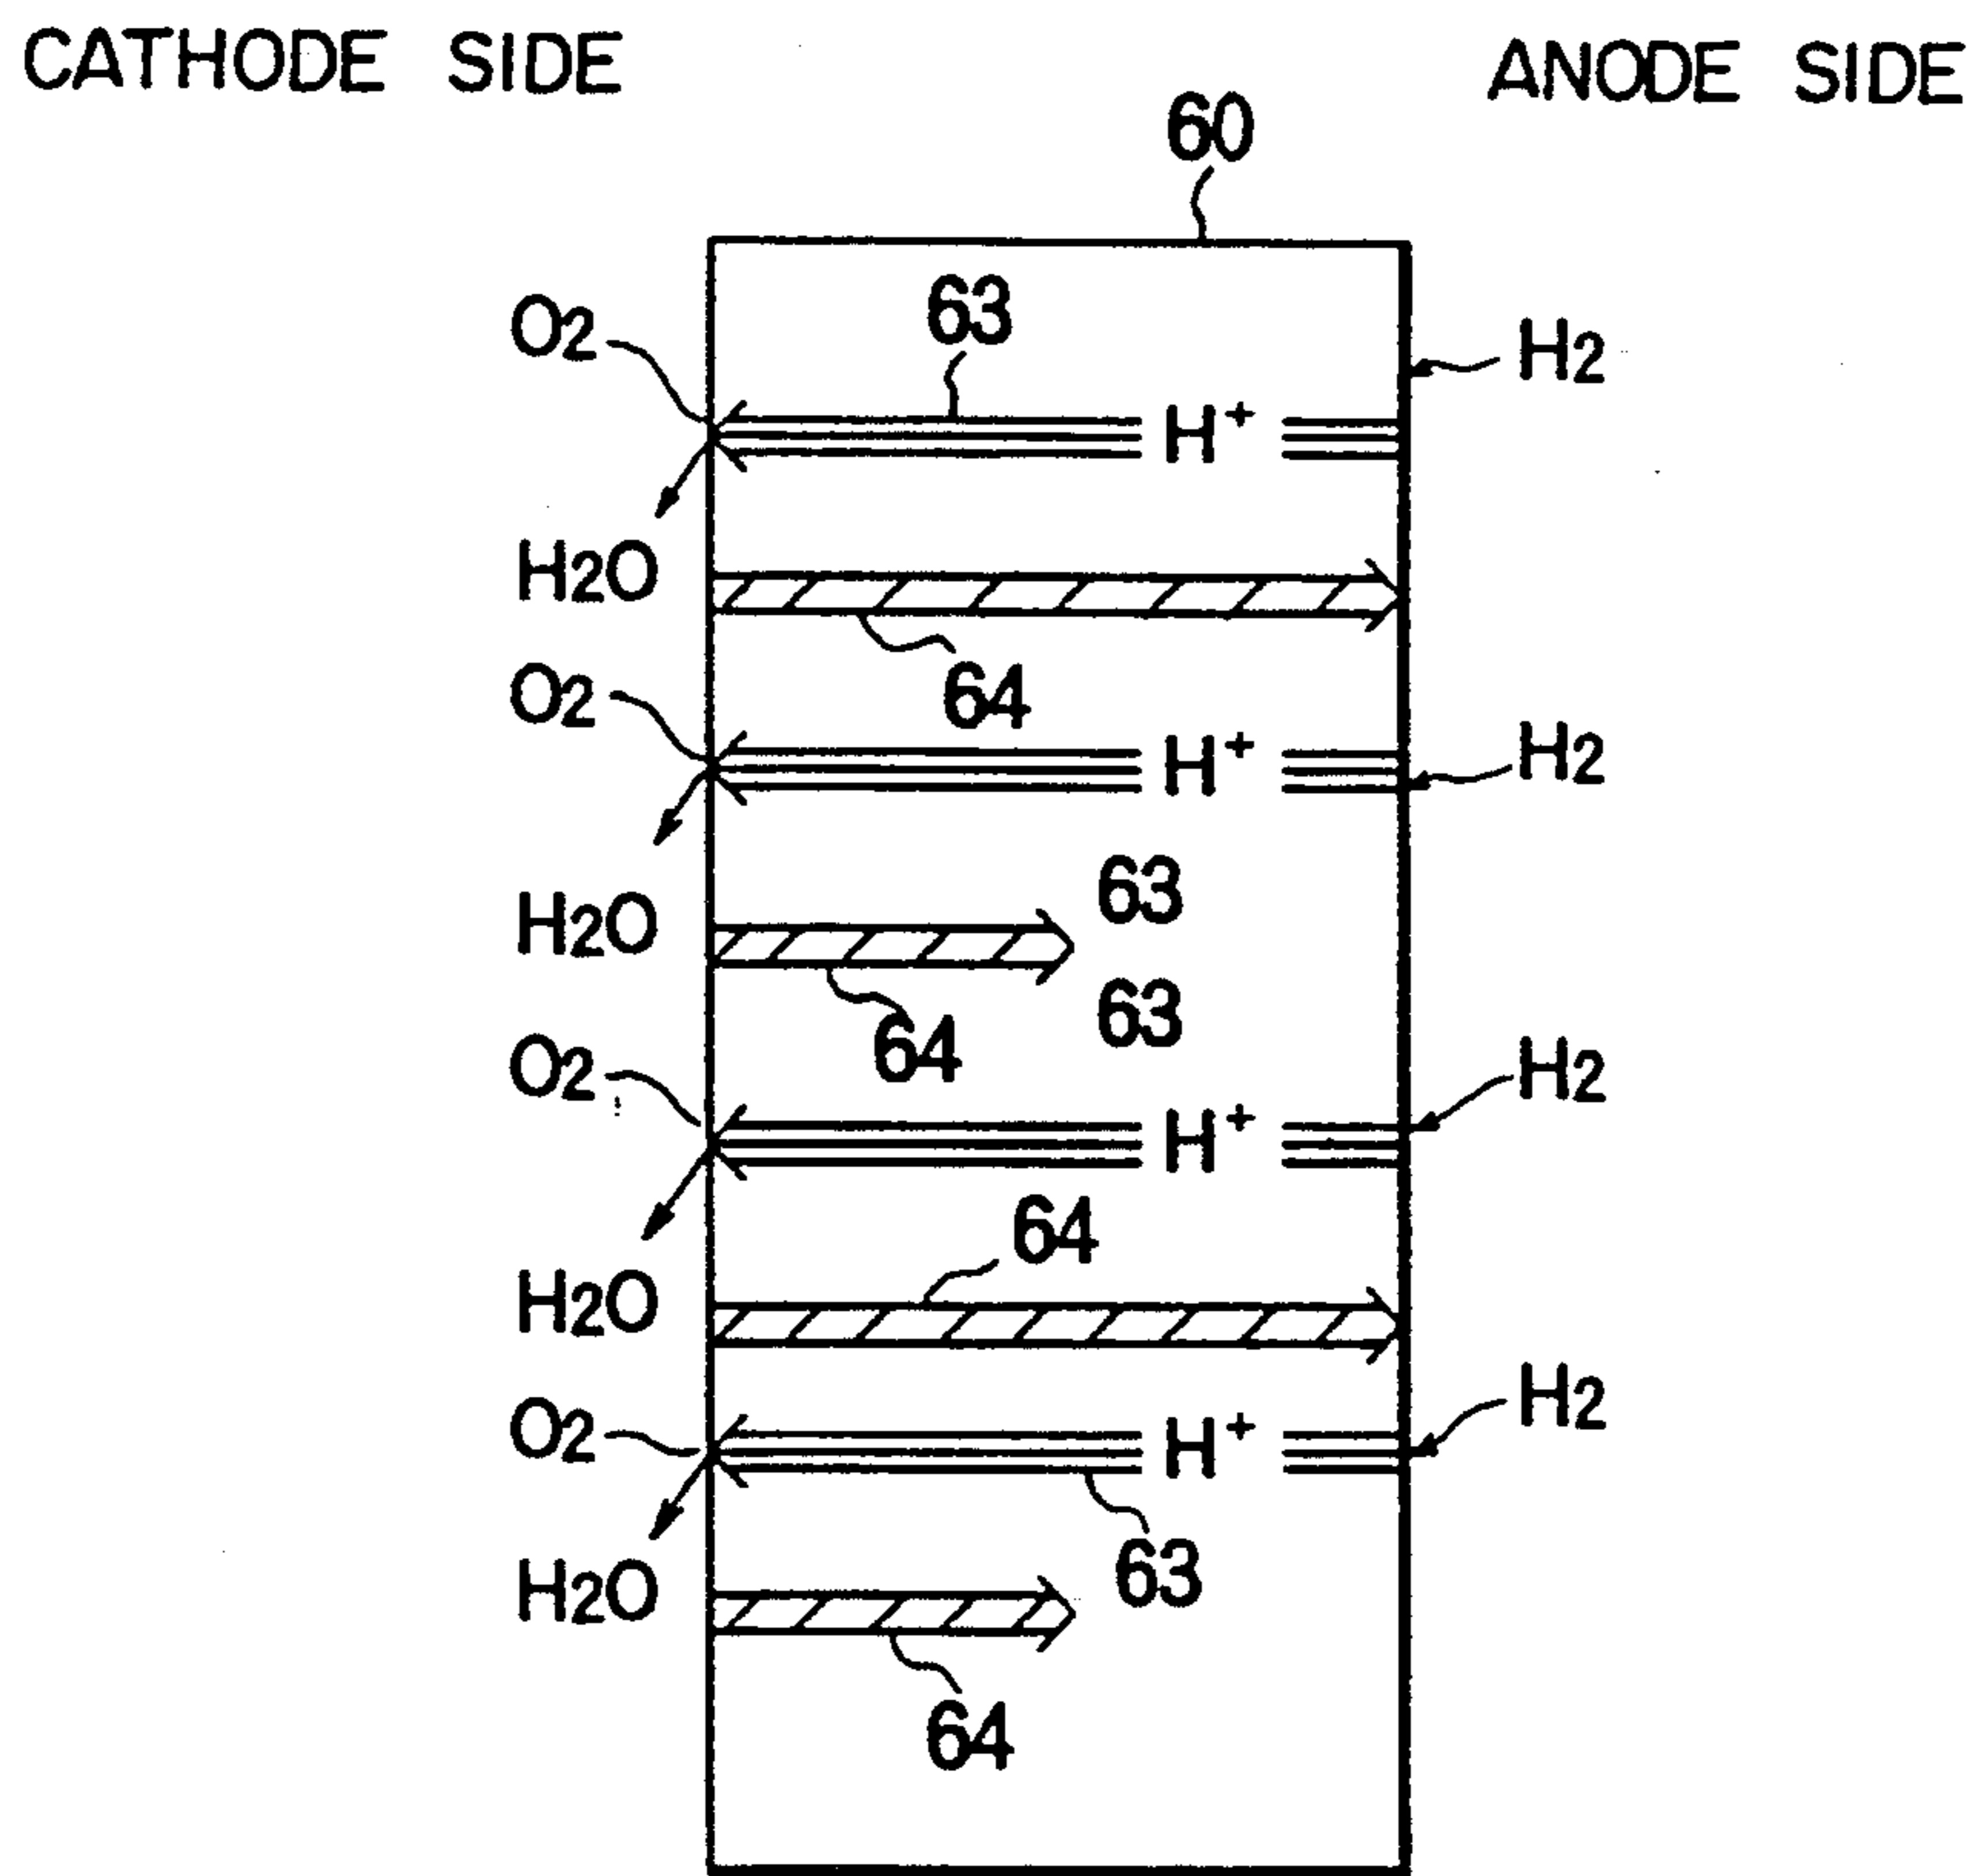 CATHODE SIDE
ANODE SIDE
60
63
O2
H2
H+
H2O
64
O2
H+
H2
63
H2O
63
64
O2
H2
H+
64
H2O
H2
O2
H+
63
H2O
64